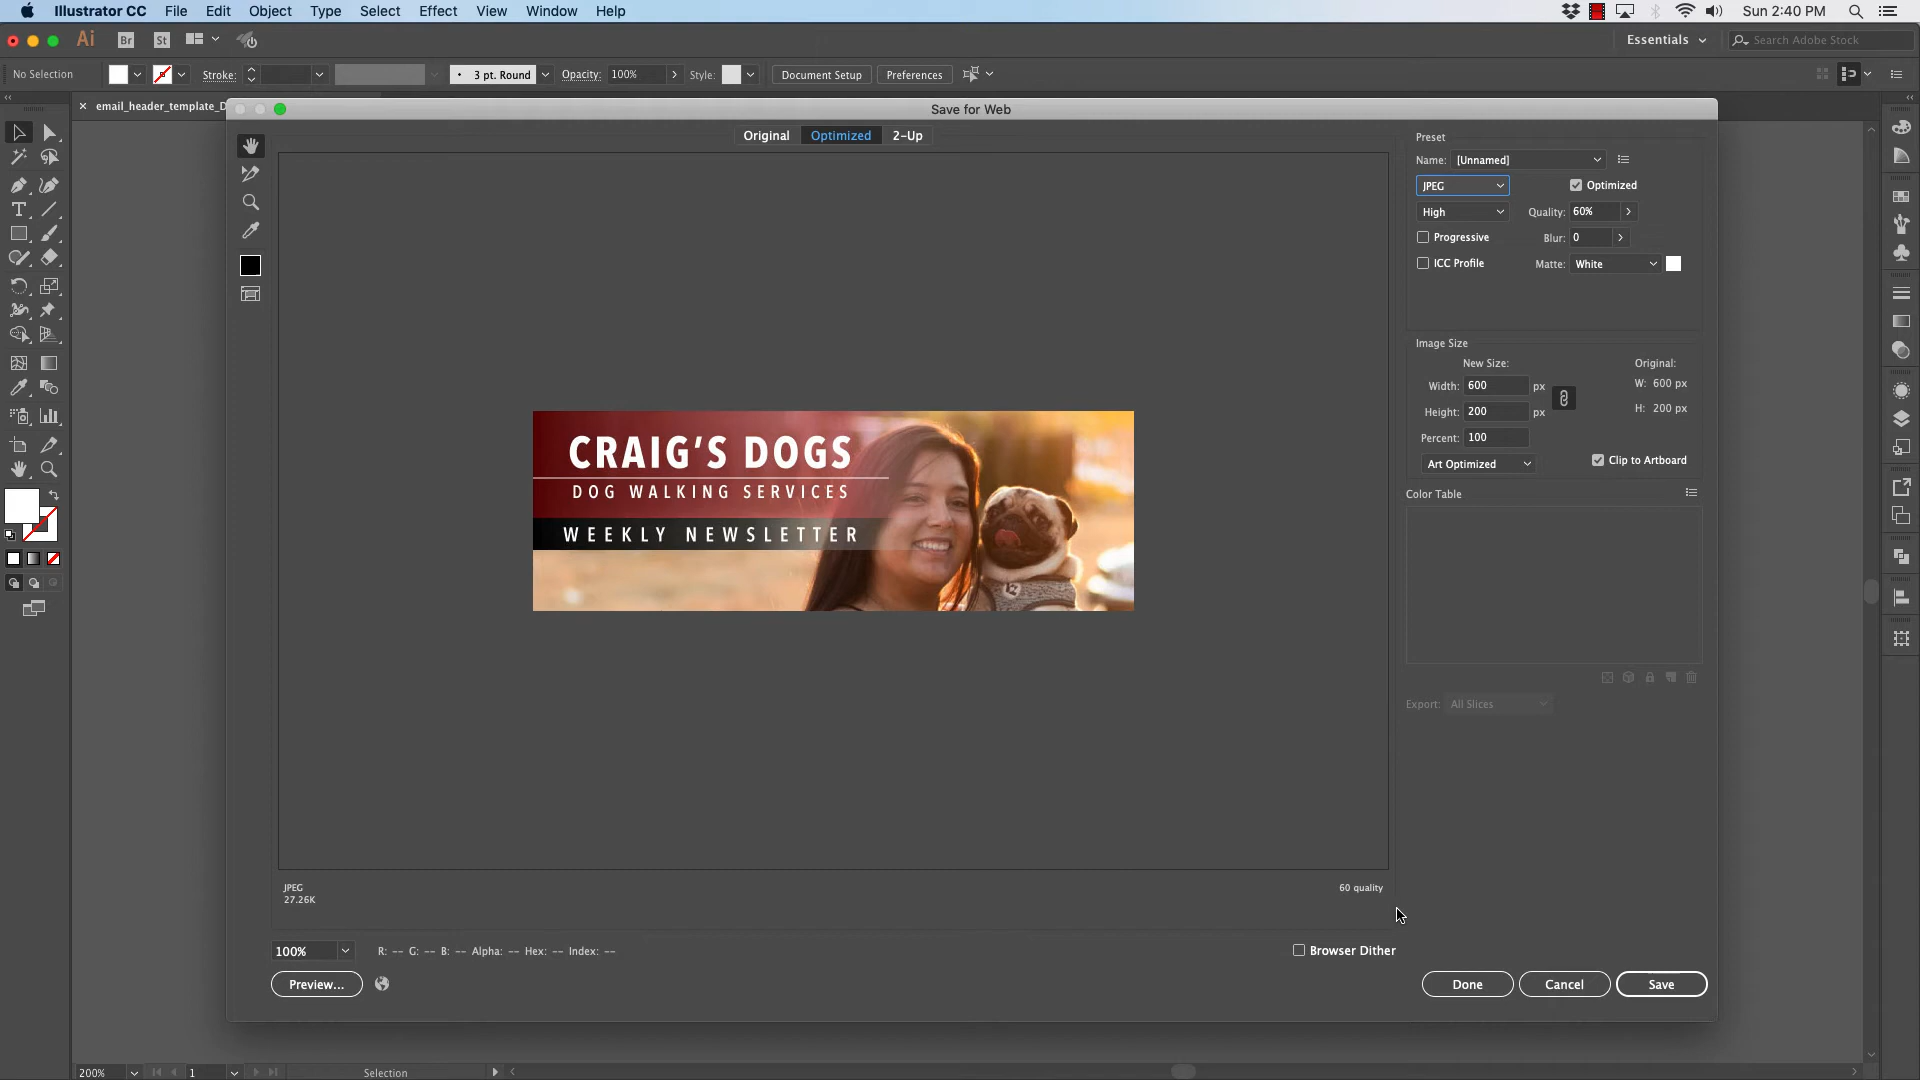 Illustrator CC File Edit Object Type Select Effect View Window Help Sun 2:40 PM
Ai Br St Essentials Search Adobe Stock
No Selection Stroke: 3 pt. Round Opacity: 100% Style: Document Setup Preferences
× email_header_template_D
Save for Web
Original Optimized 2-Up
Preset
Name: [Unnamed]
JPEG Optimized
High Quality: 60%
Progressive Blur: 0
ICC Profile Matte: White
Image Size
New Size: Original:
Width: 600 px W: 600 px
Height: 200 px H: 200 px
Percent: 100
Art Optimized Clip to Artboard
Color Table
CRAIG'S DOGS
DOG WALKING SERVICES
WEEKLY NEWSLETTER
Export: All Slices
JPEG 60 quality
27.26K
100% R: -- G: -- B: -- Alpha: -- Hex: -- Index: -- Browser Dither
Preview... Done Cancel Save
200% 1 Selection